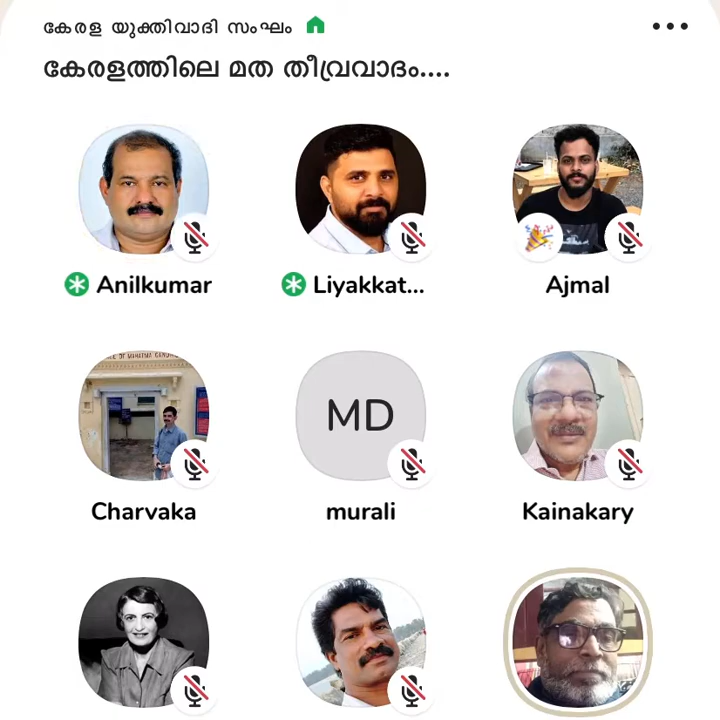 കേരള യുക്തിവാദി സംഘം
കേരളത്തിലെ മത തീവ്രവാദം....
Anilkumar
Liyakkat...
Ajmal
MD
Charvaka
murali
Kainakary